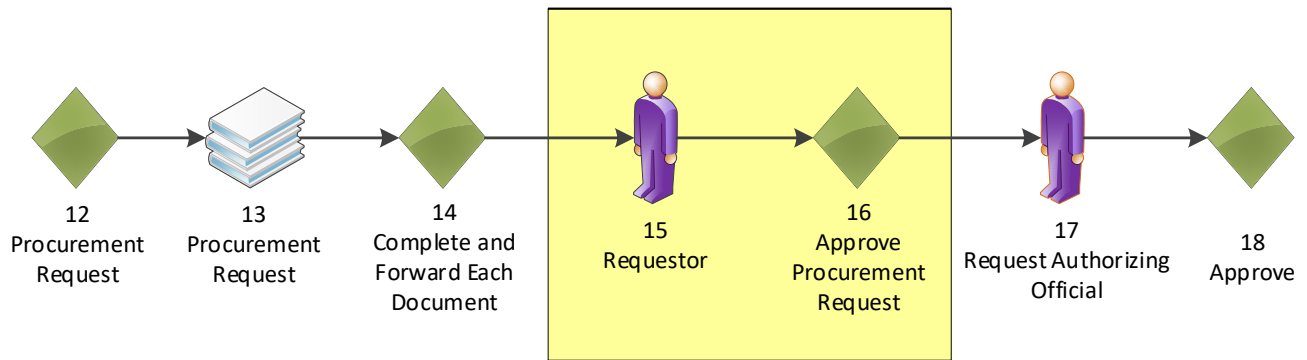 12
Procurement
Request
13
Procurement
Request
14
Complete and
Forward Each
Document
15
Requestor
16
Approve
Procurement
Request
17
Request Authorizing
Official
18
Approve